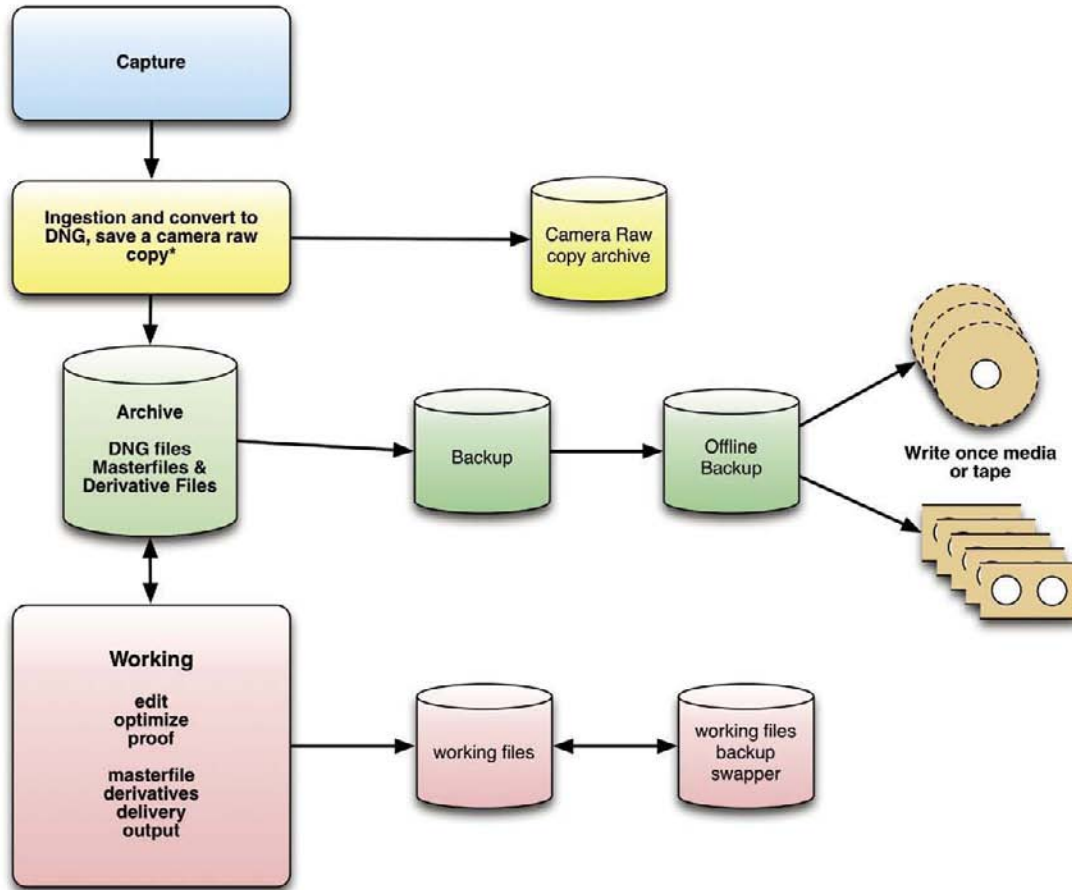 Capture
Ingestion and convert to
DNG, save a camera raw
copy*
Camera Raw
copy archive
Archive
DNG files
Masterfiles &
Derivative Files
Backup
Offline
Backup
Write once media
or tape
Working
edit
optimize
proof
masterfile
derivatives
delivery
output
working files
working files
backup
swapper